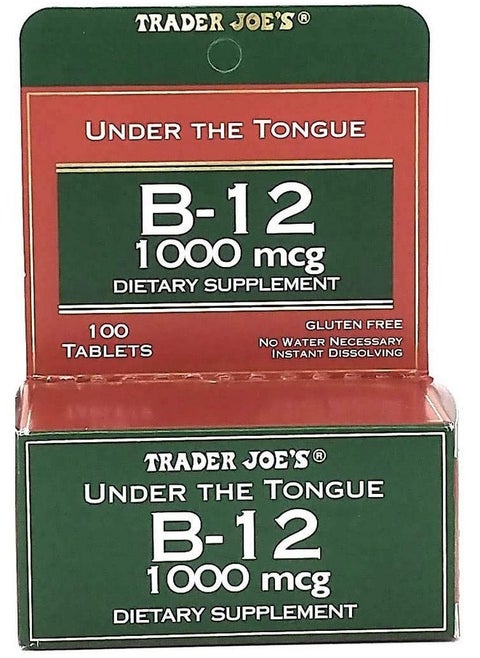 TRADER JOE'S®
UNDER THE TONGUE
B-12
1000 mcg
DIETARY SUPPLEMENT
100
TABLETS
GLUTEN FREE
NO WATER NECESSARY
INSTANT DISSOLVING
TRADER JOE'S®
UNDER THE TONGUE
B-12
1000 mcg
DIETARY SUPPLEMENT